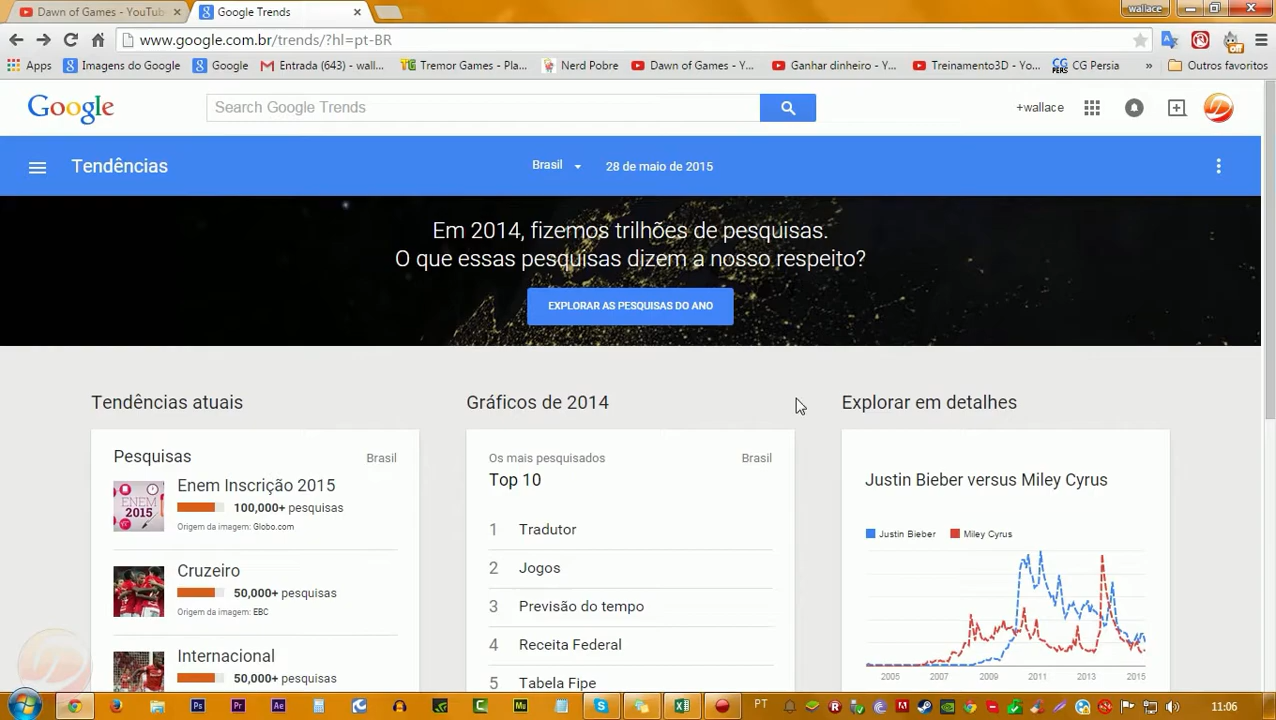 Dawn of Games - YouTub
Google Trends
wallace
www.google.com.br/trends/?hl=pt-BR
off
Apps
Imagens do Google
Google
Entrada (643) - wall...
Tremor Games - Pla...
Nerd Pobre
Dawn of Games - Y...
Ganhar dinheiro - Y...
Treinamento3D - Yo...
CG Persia
»
Outros favoritos
Google
Search Google Trends
+wallace
Tendências
Brasil
28 de maio de 2015
Em 2014, fizemos trilhões de pesquisas.
O que essas pesquisas dizem a nosso respeito?
EXPLORAR AS PESQUISAS DO ANO
Tendências atuais
Pesquisas
Brasil
ENEM
2015
Enem Inscrição 2015
100,000+ pesquisas
Origem da imagem: Globo.com
Cruzeiro
50,000+ pesquisas
Origem da imagem: EBC
Internacional
50,000+ pesquisas
Gráficos de 2014
Os mais pesquisados
Brasil
Top 10
1 Tradutor
2 Jogos
3 Previsão do tempo
4 Receita Federal
5 Tabela Fipe
Explorar em detalhes
Justin Bieber versus Miley Cyrus
Justin Bieber
Miley Cyrus
2005 2007 2009 2011 2013 2015
Ps
Pr
Ae
Mu
PT
11:06